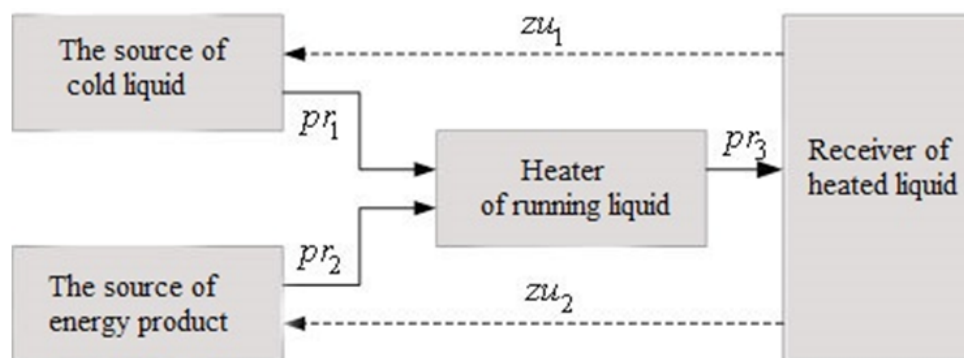 The source of
cold liquid
zu₁
pr₁
Heater
of running liquid
pr₃
Receiver of
heated liquid
The source of
energy product
pr₂
zu₂